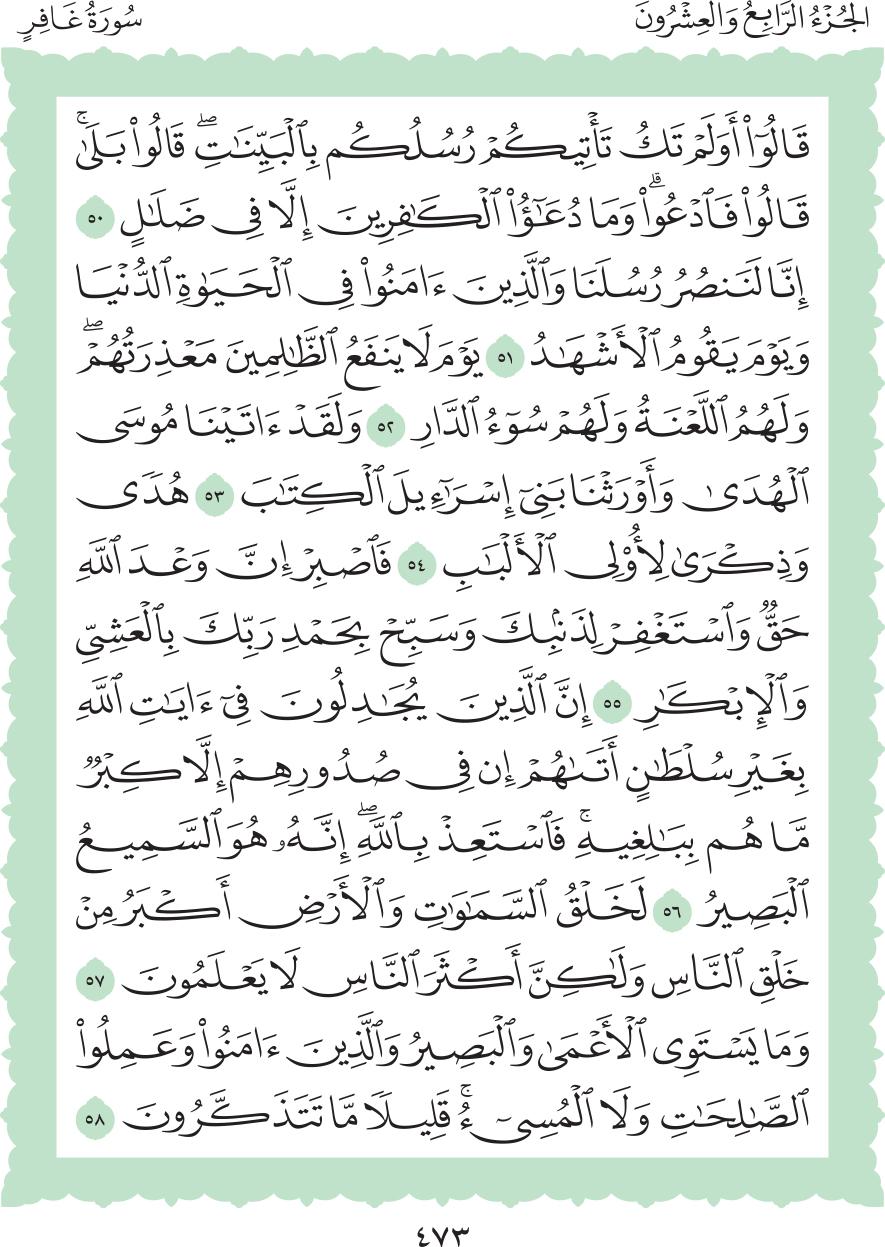 الجُزْءُ الرَّابِعُ وَالْعِشْرُونَ
سُورَةُ غَافِرٍ
قَالُوٓا۟ أَوَلَمْ تَكُ تَأْتِيكُمْ رُسُلُكُم بِٱلْبَيِّنَٰتِ ۖ قَالُوا۟ بَلَىٰ ۚ
قَالُوا۟ فَٱدْعُوا۟ ۗ وَمَا دُعَٰٓؤُا۟ ٱلْكَٰفِرِينَ إِلَّا فِى ضَلَٰلٍ ٥٠
إِنَّا لَنَنصُرُ رُسُلَنَا وَٱلَّذِينَ ءَامَنُوا۟ فِى ٱلْحَيَوٰةِ ٱلدُّنْيَا
وَيَوْمَ يَقُومُ ٱلْأَشْهَٰدُ ٥١ يَوْمَ لَا يَنفَعُ ٱلظَّٰلِمِينَ مَعْذِرَتُهُمْ ۖ
وَلَهُمُ ٱللَّعْنَةُ وَلَهُمْ سُوٓءُ ٱلدَّارِ ٥٢ وَلَقَدْ ءَاتَيْنَا مُوسَى
ٱلْهُدَىٰ وَأَوْرَثْنَا بَنِىٓ إِسْرَٰٓءِيلَ ٱلْكِتَٰبَ ٥٣ هُدًى
وَذِكْرَىٰ لِأُو۟لِى ٱلْأَلْبَٰبِ ٥٤ فَٱصْبِرْ إِنَّ وَعْدَ ٱللَّهِ
حَقٌّ وَٱسْتَغْفِرْ لِذَنۢبِكَ وَسَبِّحْ بِحَمْدِ رَبِّكَ بِٱلْعَشِىِّ
وَٱلْإِبْكَٰرِ ٥٥ إِنَّ ٱلَّذِينَ يُجَٰدِلُونَ فِىٓ ءَايَٰتِ ٱللَّهِ
بِغَيْرِ سُلْطَٰنٍ أَتَىٰهُمْ إِن فِى صُدُورِهِمْ إِلَّا كِبْرٌ
مَّا هُم بِبَٰلِغِيهِ ۚ فَٱسْتَعِذْ بِٱللَّهِ ۖ إِنَّهُۥ هُوَ ٱلسَّمِيعُ
ٱلْبَصِيرُ ٥٦ لَخَلْقُ ٱلسَّمَٰوَٰتِ وَٱلْأَرْضِ أَكْبَرُ مِنْ
خَلْقِ ٱلنَّاسِ وَلَٰكِنَّ أَكْثَرَ ٱلنَّاسِ لَا يَعْلَمُونَ ٥٧
وَمَا يَسْتَوِى ٱلْأَعْمَىٰ وَٱلْبَصِيرُ وَٱلَّذِينَ ءَامَنُوا۟ وَعَمِلُوا۟
ٱلصَّٰلِحَٰتِ وَلَا ٱلْمُسِىٓءُ ۚ قَلِيلًا مَّا تَتَذَكَّرُونَ ٥٨
٤٧٣